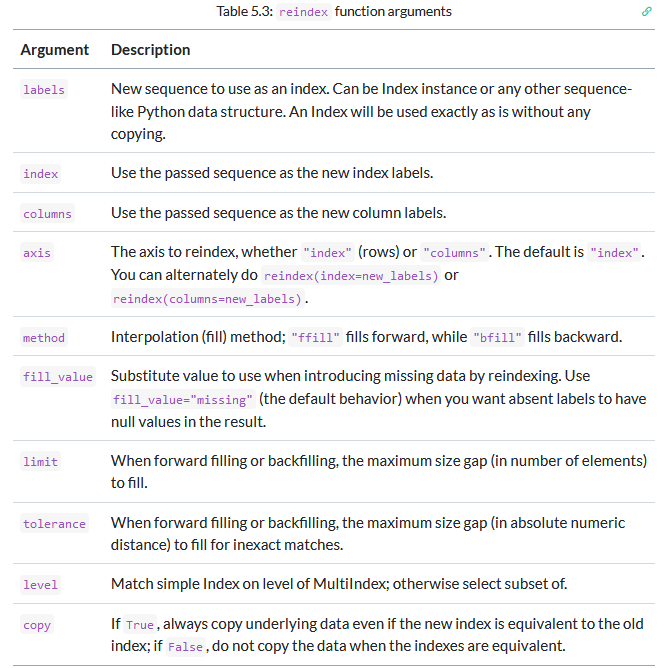 Table 5.3: reindex function arguments
Argument Description
labels New sequence to use as an index. Can be Index instance or any other sequence-
like Python data structure. An Index will be used exactly as is without any
copying.
index Use the passed sequence as the new index labels.
columns Use the passed sequence as the new column labels.
axis The axis to reindex, whether "index" (rows) or "columns". The default is "index".
You can alternately do reindex(index=new_labels) or
reindex(columns=new_labels).
method Interpolation (fill) method; "ffill" fills forward, while "bfill" fills backward.
fill_value Substitute value to use when introducing missing data by reindexing. Use
fill_value="missing" (the default behavior) when you want absent labels to have
null values in the result.
limit When forward filling or backfilling, the maximum size gap (in number of elements)
to fill.
tolerance When forward filling or backfilling, the maximum size gap (in absolute numeric
distance) to fill for inexact matches.
level Match simple Index on level of MultiIndex; otherwise select subset of.
copy If True, always copy underlying data even if the new index is equivalent to the old
index; if False, do not copy the data when the indexes are equivalent.